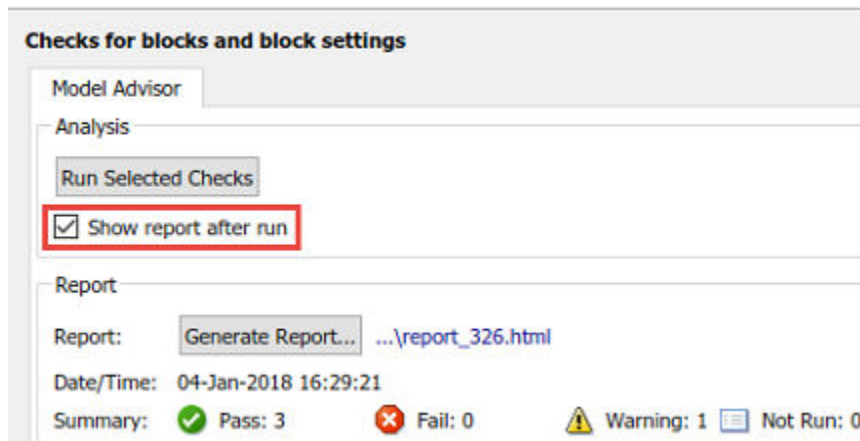 Checks for blocks and block settings
Model Advisor
Analysis
Run Selected Checks
Show report after run
Report
Report: Generate Report... ...\report_326.html
Date/Time: 04-Jan-2018 16:29:21
Summary: Pass: 3 Fail: 0 Warning: 1 Not Run: 0